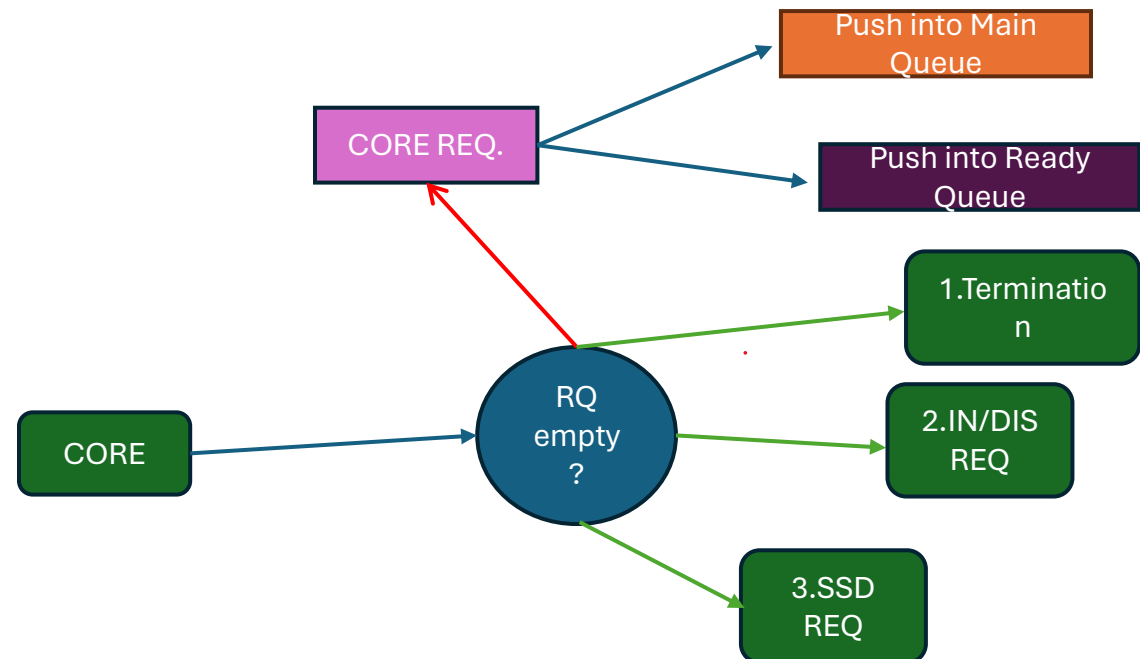 Push into Main
Queue
CORE REQ.
Push into Ready
Queue
1.Terminatio
n
RQ
empty
?
2.IN/DIS
REQ
CORE
3.SSD
REQ